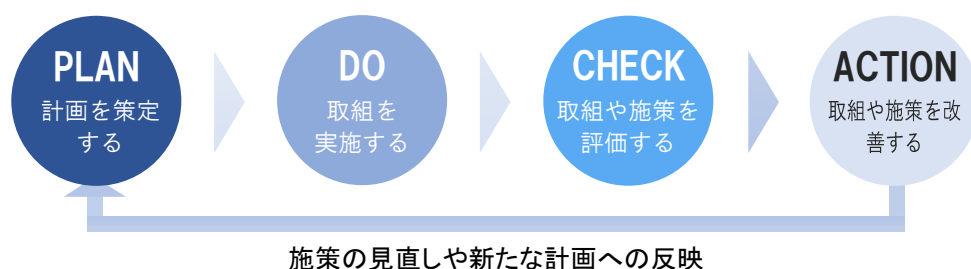 PLAN
計画を策定
する
DO
取組を
実施する
CHECK
取組や施策を
評価する
ACTION
取組や施策を改
善する
施策の見直しや新たな計画への反映